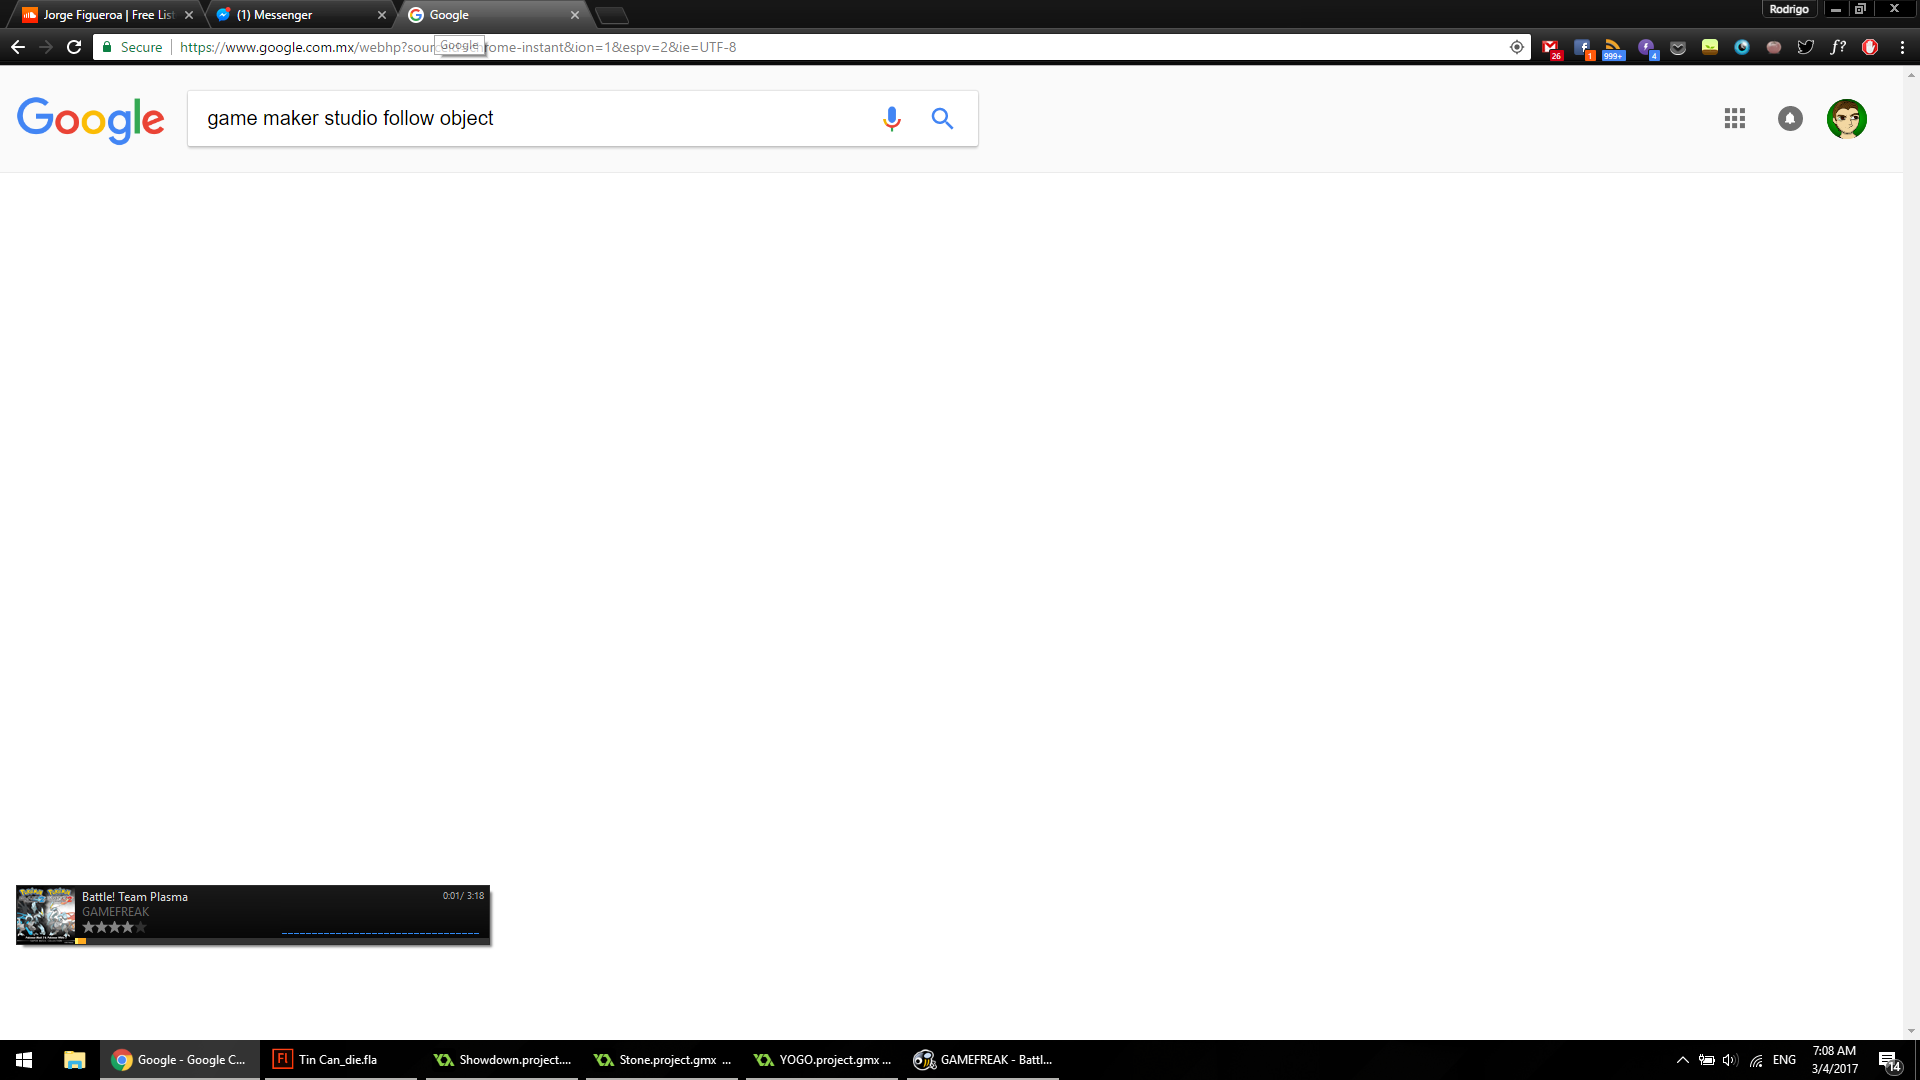 Jorge Figueroa | Free List
(1) Messenger
Google
Rodrigo
Secure
https://www.google.com.mx/webhp?sour
rome-instant&ion=1&espv=2&ie=UTF-8
Google
26
1
999+
4
f?
Google
game maker studio follow object
Battle! Team Plasma
0:01/ 3:18
GAMEFREAK
Google - Google C...
Fl
Tin Can_die.fla
Showdown.project....
Stone.project.gmx ...
YOGO.project.gmx ...
GAMEFREAK - Battl...
ENG
7:08 AM
3/4/2017
14